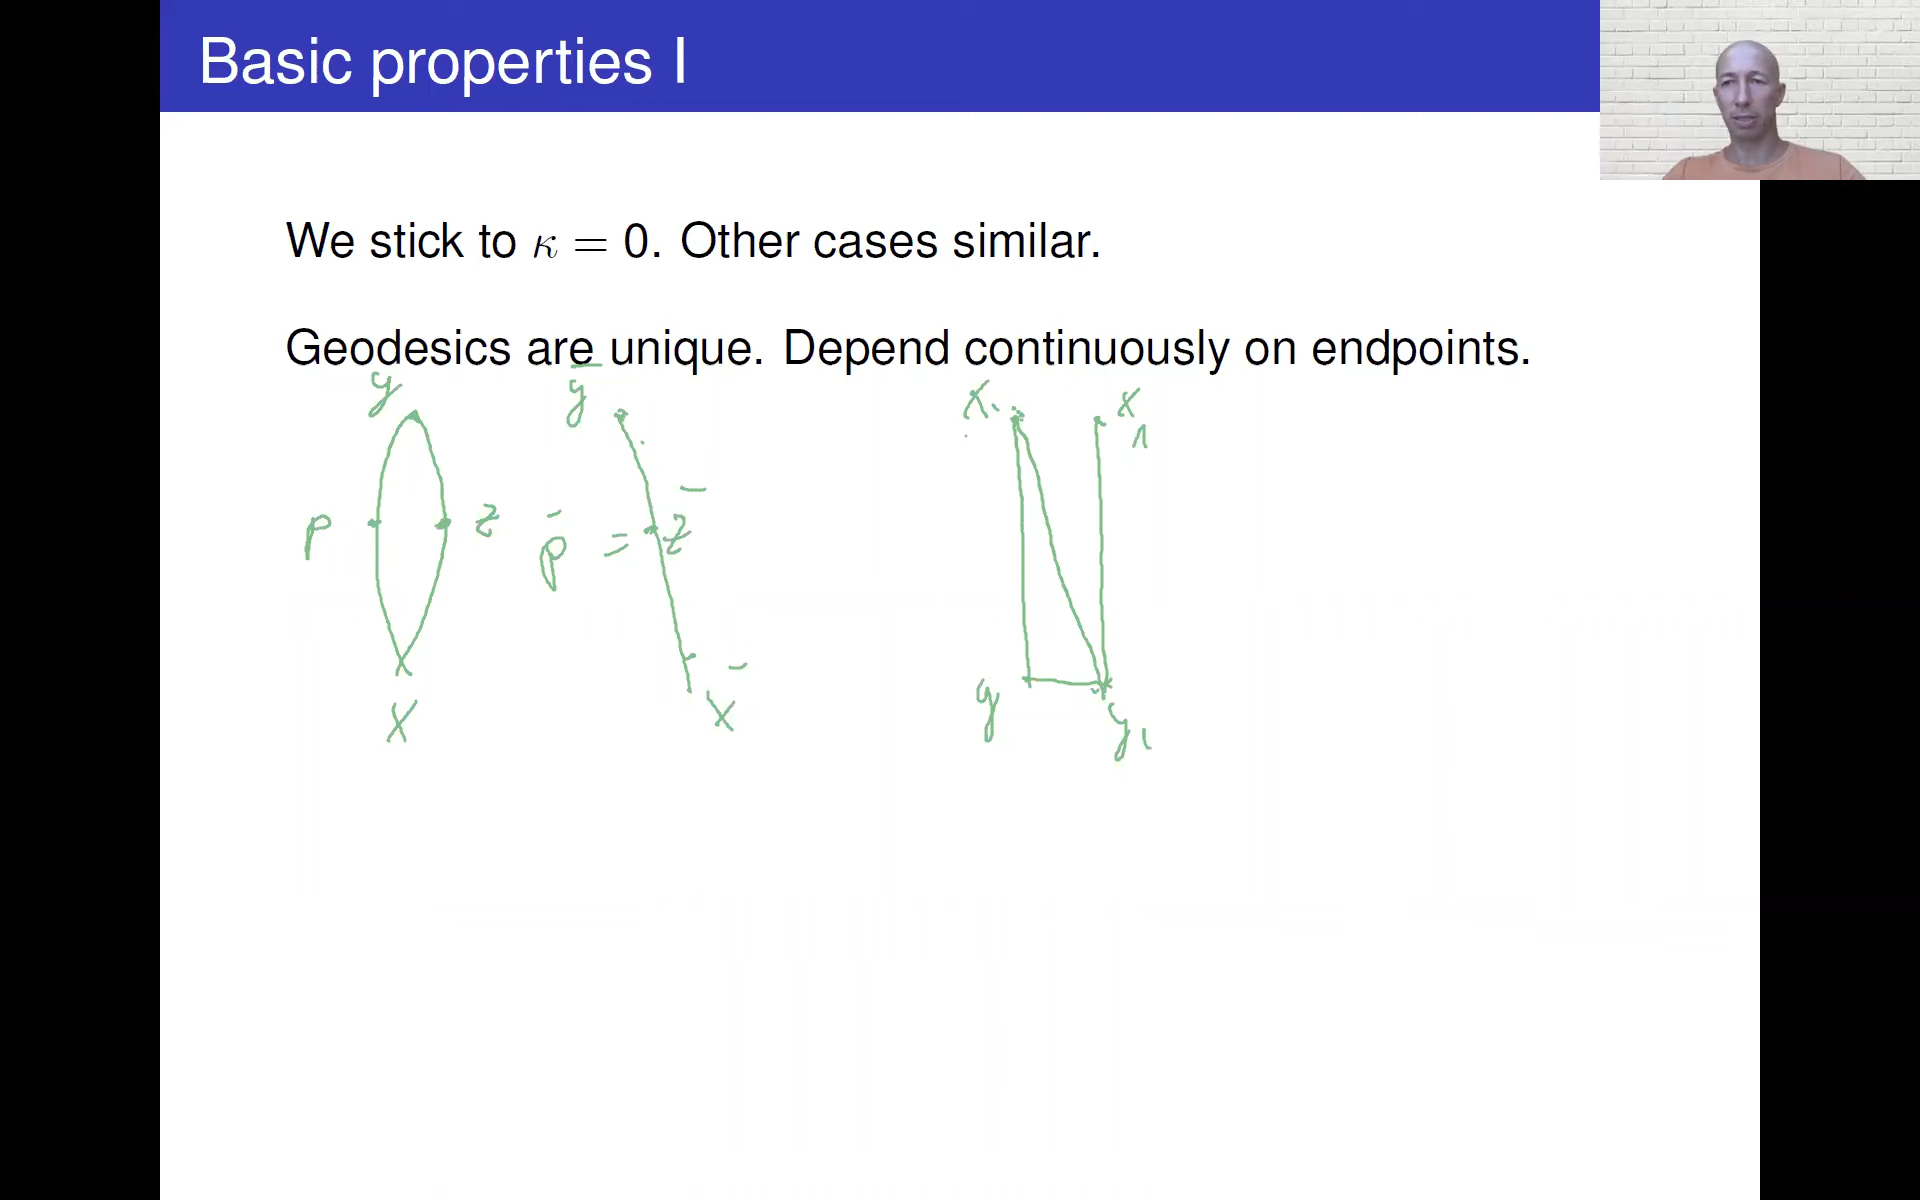 Basic properties I
We stick to κ = 0. Other cases similar.
Geodesics are unique. Depend continuously on endpoints.
y ȳ x x₁
p z p̄ = z̄
x x̄ y y₁